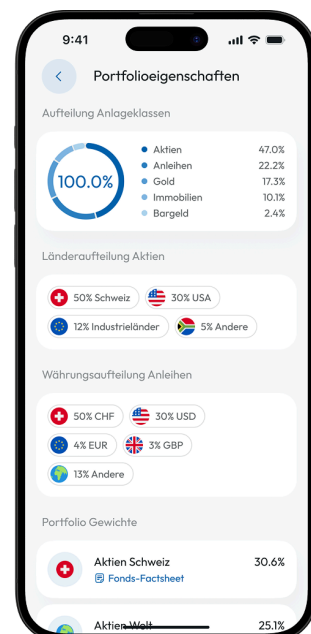 9:41
Portfolioeigenschaften
Aufteilung Anlageklassen
100.0%
Aktien 47.0%
Anleihen 22.2%
Gold 17.3%
Immobilien 10.1%
Bargeld 2.4%
Länderaufteilung Aktien
50% Schweiz 30% USA
12% Industrieländer 5% Andere
Währungsaufteilung Anleihen
50% CHF 30% USD
4% EUR 3% GBP
13% Andere
Portfolio Gewichte
Aktien Schweiz 30.6%
Fonds-Factsheet
Aktien Welt 25.1%